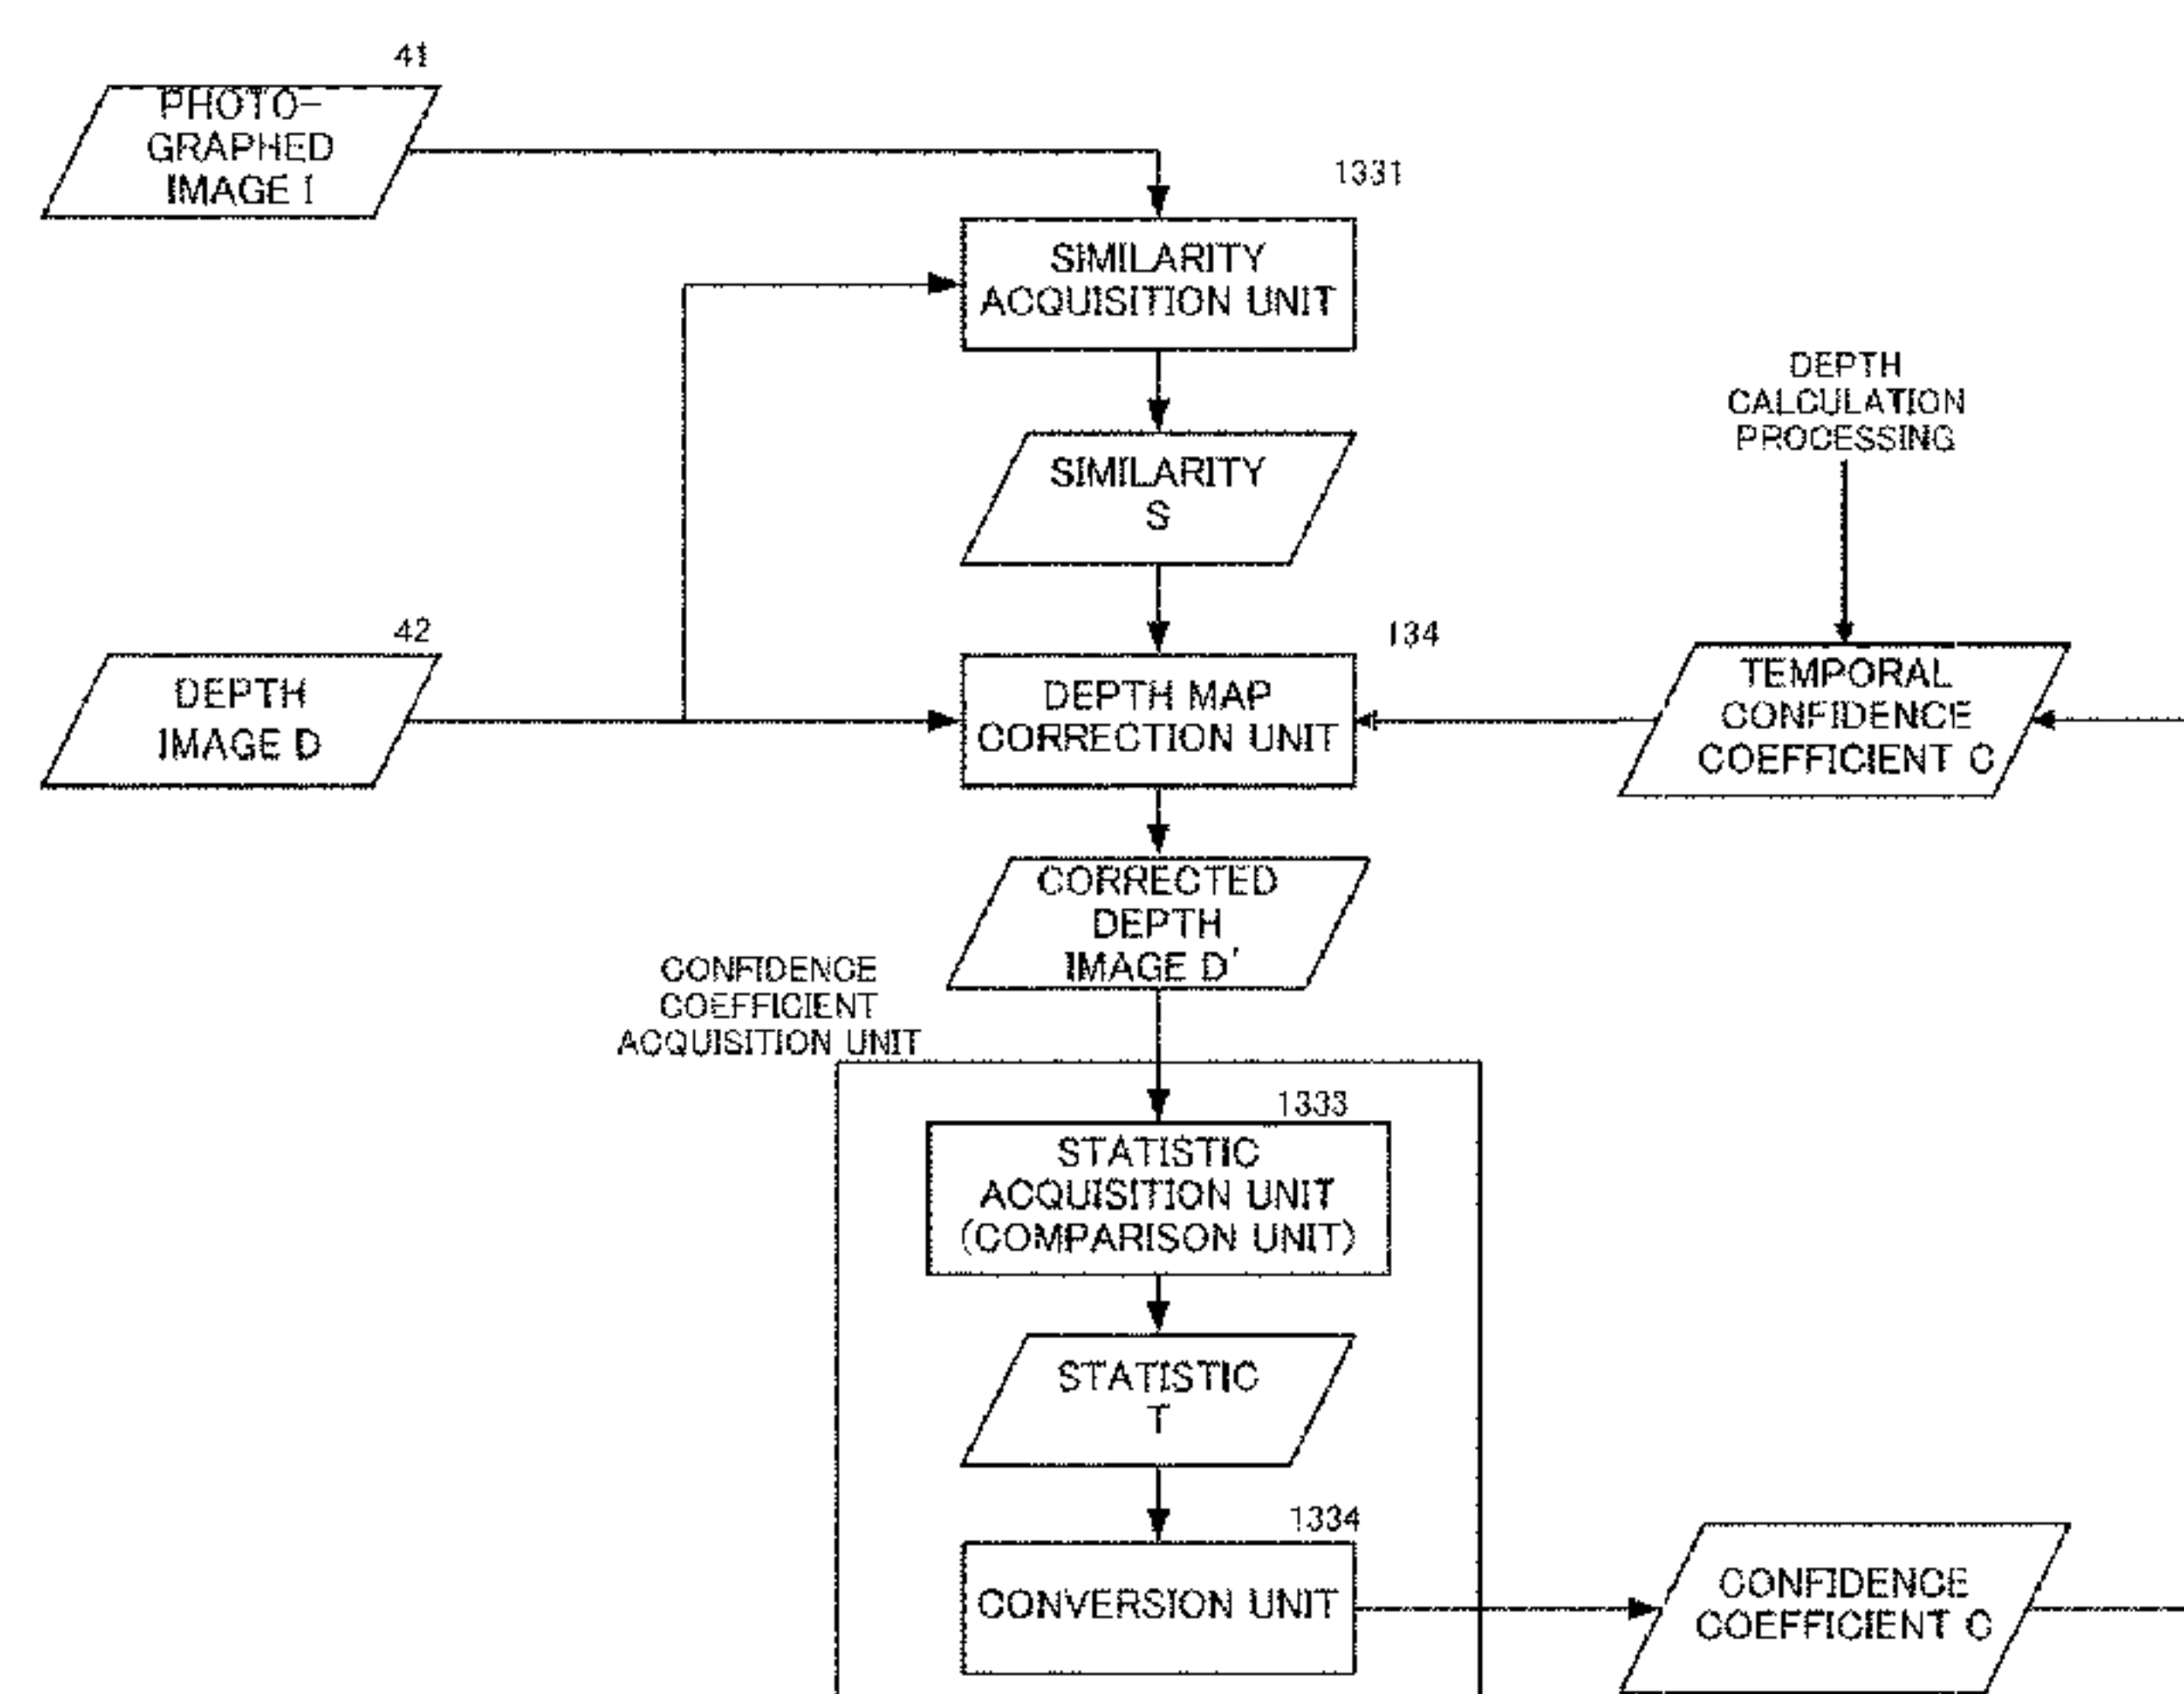 41
PHOTO-
GRAPHED
IMAGE I
1331
SIMILARITY
ACQUISITION UNIT
DEPTH
CALCULATION
PROCESSING
SIMILARITY
S
42
DEPTH
IMAGE D
134
DEPTH MAP
CORRECTION UNIT
TEMPORAL
CONFIDENCE
COEFFICIENT C
CORRECTED
DEPTH
IMAGE D'
CONFIDENCE
COEFFICIENT
ACQUISITION UNIT
1333
STATISTIC
ACQUISITION UNIT
(COMPARISON UNIT)
STATISTIC
T
1334
CONVERSION UNIT
CONFIDENCE
COEFFICIENT C